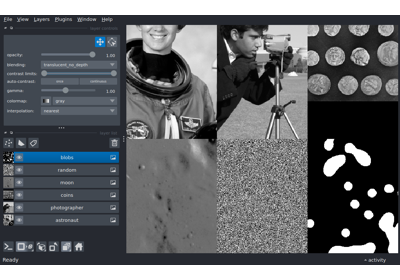 File View Layers Plugins Window Help
opacity: 1.00
blending: translucent_no_depth
contrast limits:
auto-contrast: once continuous
gamma: 1.00
colormap: gray
interpolation: nearest
blobs
random
moon
coins
photographer
astronaut
Ready activity